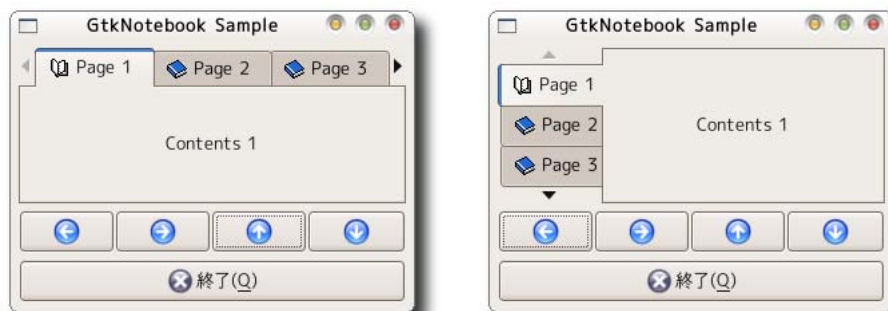 GtkNotebook Sample
Page 1
Page 2
Page 3
Contents 1
終了(Q)
GtkNotebook Sample
Page 1
Page 2
Page 3
Contents 1
終了(Q)